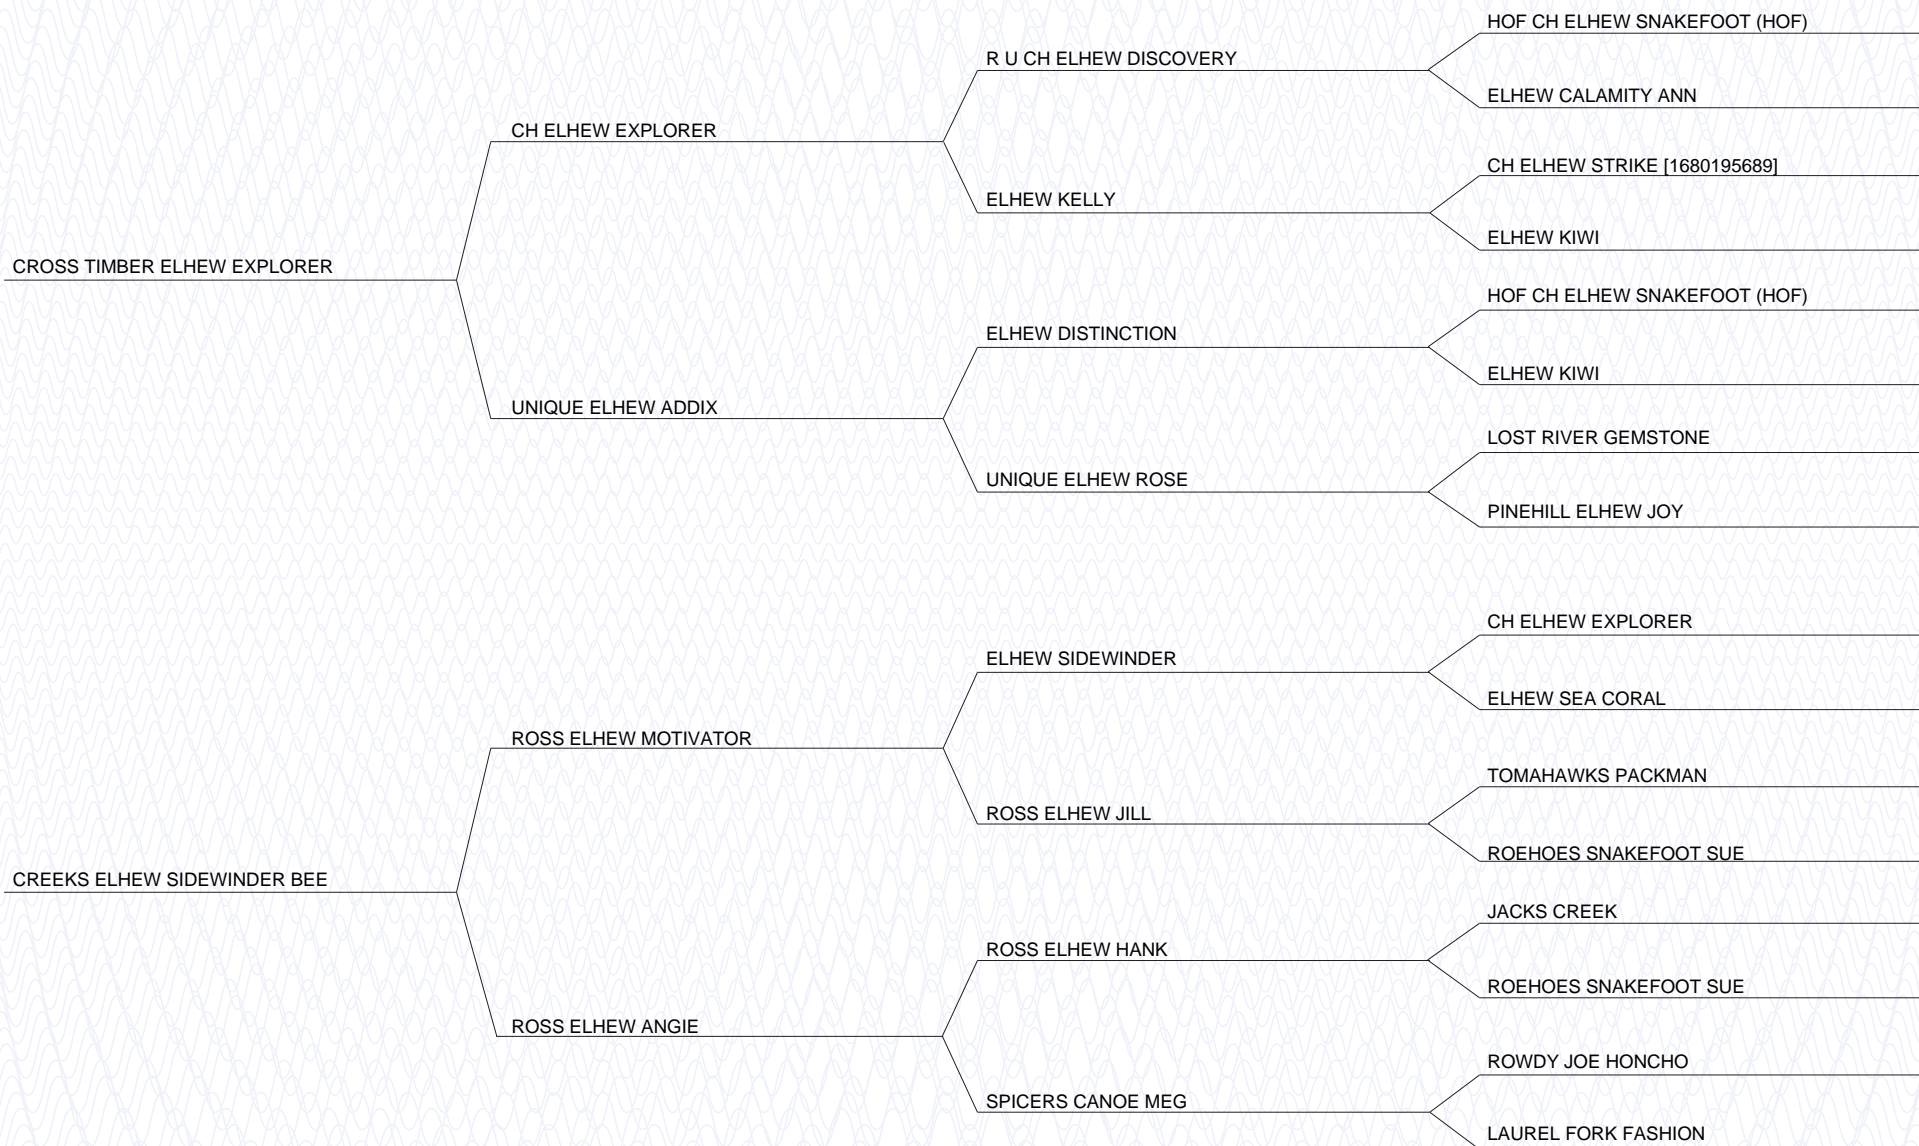 HOF CH ELHEW SNAKEFOOT (HOF)
R U CH ELHEW DISCOVERY
ELHEW CALAMITY ANN
CH ELHEW EXPLORER
CH ELHEW STRIKE [1680195689]
ELHEW KELLY
ELHEW KIWI
CROSS TIMBER ELHEW EXPLORER
HOF CH ELHEW SNAKEFOOT (HOF)
ELHEW DISTINCTION
ELHEW KIWI
UNIQUE ELHEW ADDIX
LOST RIVER GEMSTONE
UNIQUE ELHEW ROSE
PINEHILL ELHEW JOY
CH ELHEW EXPLORER
ELHEW SIDEWINDER
ELHEW SEA CORAL
ROSS ELHEW MOTIVATOR
TOMAHAWKS PACKMAN
ROSS ELHEW JILL
ROEHOES SNAKEFOOT SUE
CREEKS ELHEW SIDEWINDER BEE
JACKS CREEK
ROSS ELHEW HANK
ROEHOES SNAKEFOOT SUE
ROSS ELHEW ANGIE
ROWDY JOE HONCHO
SPICERS CANOE MEG
LAUREL FORK FASHION